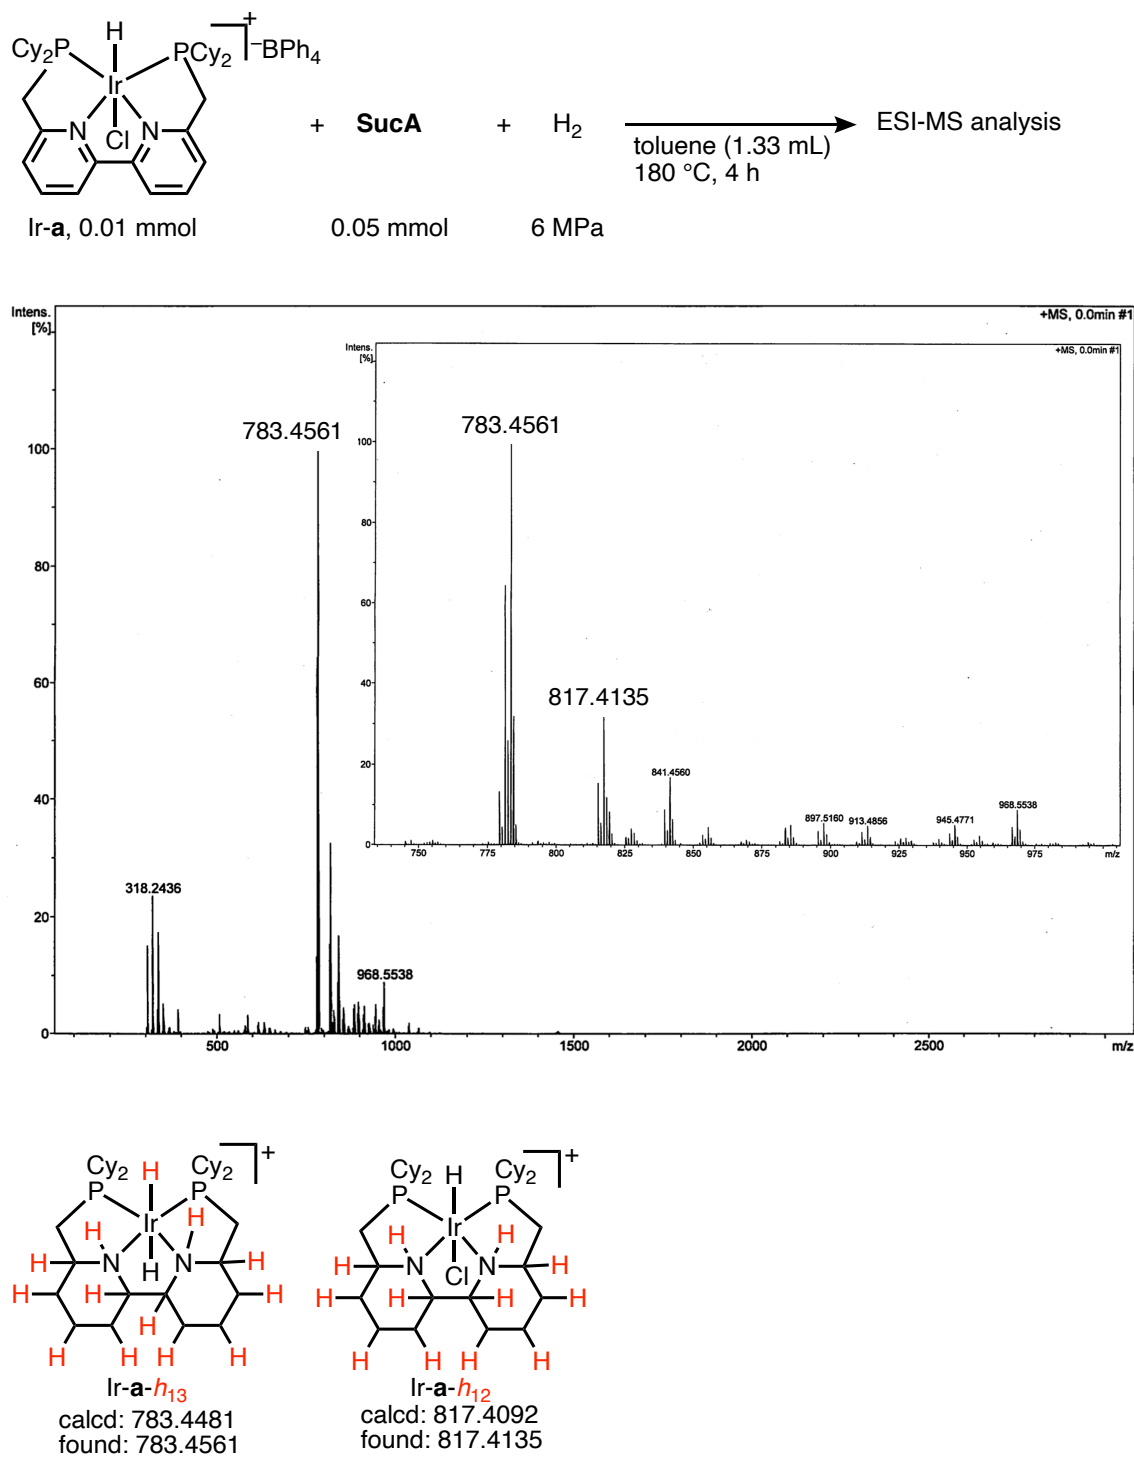 H
+
Cy2P
PCy2
–BPh4
Ir
N
N
Cl
+
SucA
+
H2
ESI-MS analysis
toluene (1.33 mL)
180 °C, 4 h
Ir-a, 0.01 mmol
0.05 mmol
6 MPa
Intens.
[%]
+MS, 0.0min #1
Intens.
[%]
+MS, 0.0min #1
783.4561
783.4561
100
100
80
80
60
60
817.4135
40
40
841.4560
20
968.5538
897.5160
913.4856
945.4771
0
750
775
800
825
850
875
900
925
950
975
m/z
318.2436
20
968.5538
0
500
1000
1500
2000
2500
m/z
Cy2
H
Cy2
+
P
P
H
Ir
H
H
N
N
H
H
H
H
H
H
H
H
H
H
H
Ir-a-h13
calcd: 783.4481
found: 783.4561
Cy2
H
Cy2
+
P
P
H
Ir
H
H
N
N
H
Cl
H
H
H
H
H
H
H
H
Ir-a-h12
calcd: 817.4092
found: 817.4135